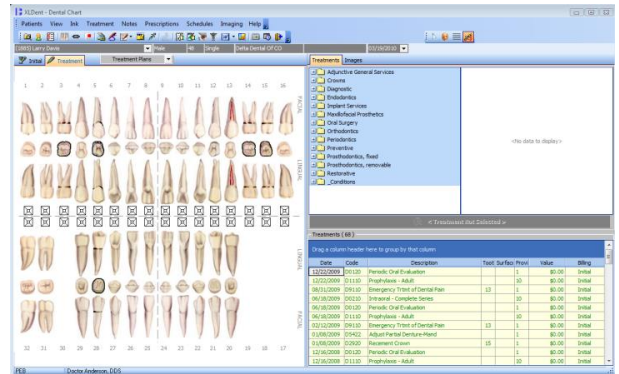 XLDent - Dental Chart
Patients View Ink Treatment Notes Prescriptions Schedules Imaging Help
(1885) Larry Davis Male 48 Single Delta Dental Of CO 03/19/2010
Initial Treatment Treatment Plans
Treatments Images
1 2 3 4 5 6 7 8 9 10 11 12 13 14 15 16
FACIAL
LINGUAL
LINGUAL
FACIAL
32 31 30 29 28 27 26 25 24 23 22 21 20 19 18 17
Adjunctive General Services
Crowns
Diagnostic
Endodontics
Implant Services
Maxillofacial Prosthetics
Oral Surgery
Orthodontics
Periodontics
Preventive
Prosthodontics, fixed
Prosthodontics, removable
Restorative
_Conditions
<No data to display>
< Treatment Not Selected >
Treatments ( 68 )
Drag a column header here to group by that column
Date Code Description Toot Surfac Provi Value Billing
12/22/2009 D0120 Periodic Oral Evaluation 1 $0.00 Initial
12/22/2009 D1110 Prophylaxis - Adult 10 $0.00 Initial
08/31/2009 D9110 Emergency Trtmt of Dental Pain 13 1 $0.00 Initial
06/18/2009 D0210 Intraoral - Complete Series 10 $0.00 Initial
06/18/2009 D0120 Periodic Oral Evaluation 1 $0.00 Initial
06/18/2009 D1110 Prophylaxis - Adult 10 $0.00 Initial
02/12/2009 D9110 Emergency Trtmt of Dental Pain 13 1 $0.00 Initial
01/08/2009 D5422 Adjust Partial Denture-Mand 1 $0.00 Initial
01/08/2009 D2920 Recement Crown 15 1 $0.00 Initial
12/16/2008 D0120 Periodic Oral Evaluation 1 $0.00 Initial
12/16/2008 D1110 Prophylaxis - Adult 10 $0.00 Initial
PEB Doctor Anderson, DDS